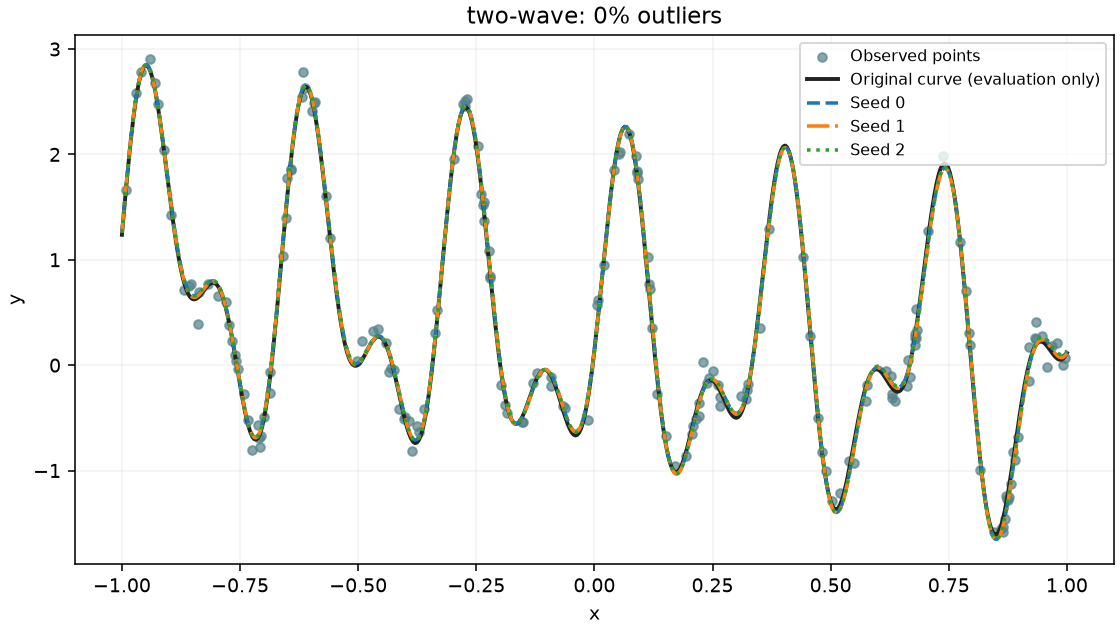 two-wave: 0% outliers
Observed points
Original curve (evaluation only)
Seed 0
Seed 1
Seed 2
y
3
2
1
0
−1
−1.00 −0.75 −0.50 −0.25 0.00 0.25 0.50 0.75 1.00
x